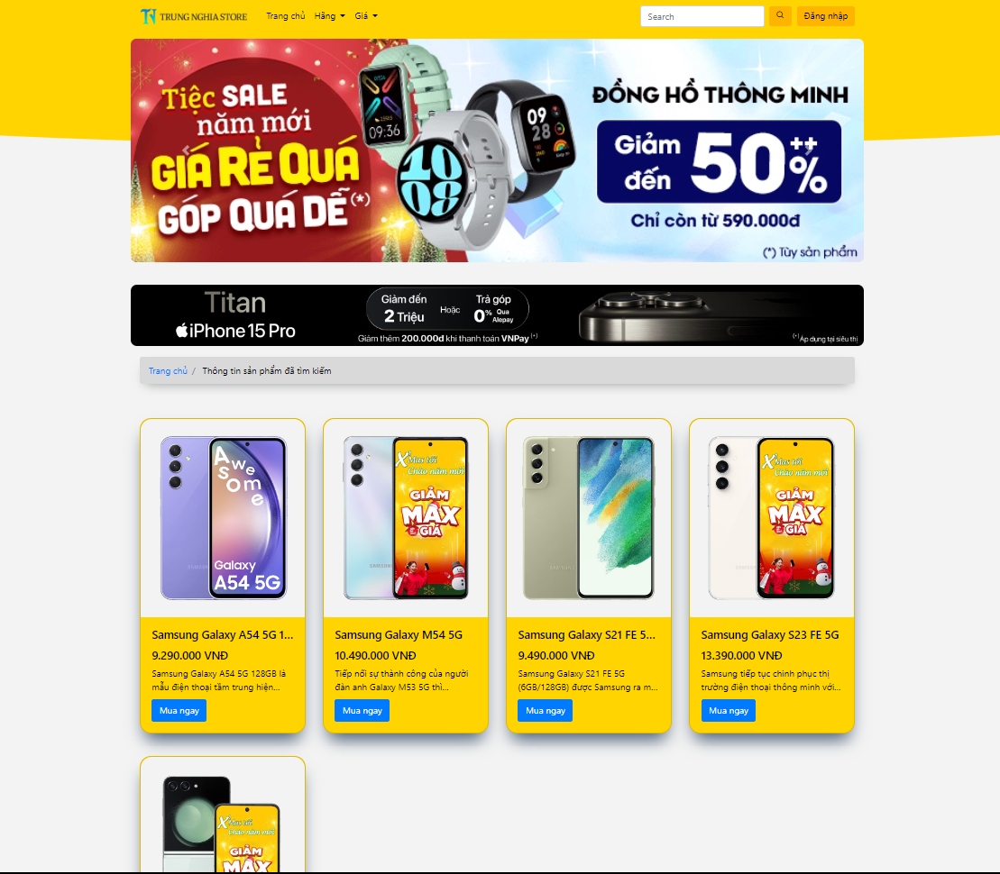 TN TRUNG NGHIA STORE
Trang chủ
Hãng
Giá
Search
Đăng nhập
Tiệc SALE
năm mới
GIÁ RẺ QUÁ
GÓP QUÁ DỄ(*)
09:36
10
08
09
28
ĐỒNG HỒ THÔNG MINH
Giảm đến 50++%
Chỉ còn từ 590.000đ
(*) Tùy sản phẩm
Titan
iPhone 15 Pro
Giảm đến
2 Triệu
Hoặc
Trả góp
0% Qua Alepay
Giảm thêm 200.000đ khi thanh toán VNPay (*)
(*)Áp dụng tại siêu thị
Trang chủ / Thông tin sản phẩm đã tìm kiếm
Awesome
Galaxy
A54 5G
Samsung Galaxy A54 5G 1...
9.290.000 VNĐ
Samsung Galaxy A54 5G 128GB là
mẫu điện thoại tầm trung hiện...
Mua ngay
X'Mas tới
Chào năm mới
GIẢM
MAX
GIÁ
SAMSUNG
Samsung Galaxy M54 5G
10.490.000 VNĐ
Tiếp nối sự thành công của người
đàn anh Galaxy M53 5G thì...
Mua ngay
SAMSUNG
Samsung Galaxy S21 FE 5...
9.490.000 VNĐ
Samsung Galaxy S21 FE 5G
(6GB/128GB) được Samsung ra m...
Mua ngay
X'Mas tới
Chào năm mới
GIẢM
MAX
GIÁ
Samsung Galaxy S23 FE 5G
13.390.000 VNĐ
Samsung tiếp tục chinh phục thị
trường điện thoại thông minh với...
Mua ngay
X'Mas tới
Chào năm mới
GIẢM
MAX